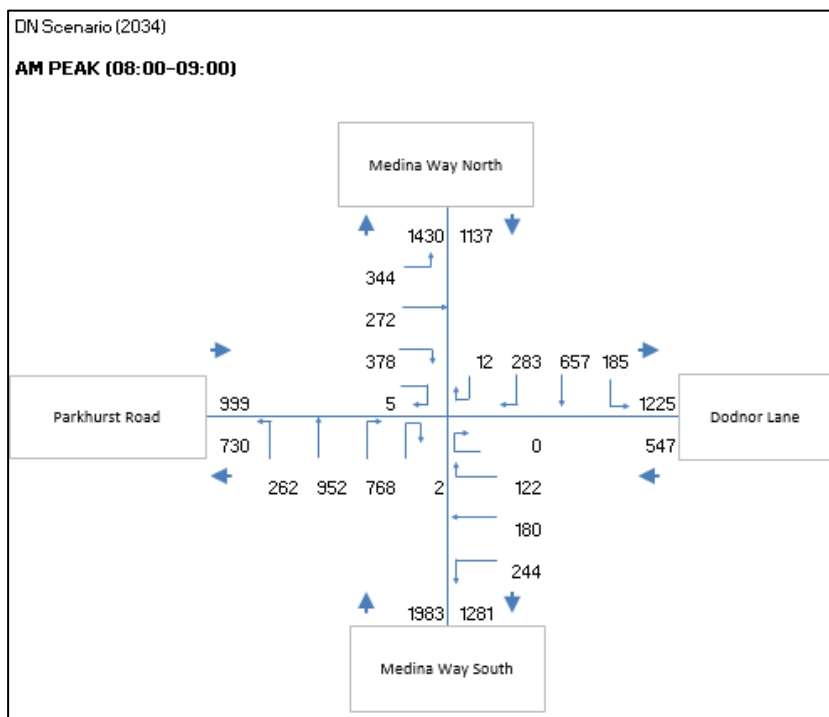 DN Scenario (2034)
AM PEAK (08:00-09:00)
Medina Way North
1430 1137
344
272
378 12 283 657 185
Parkhurst Road 999 5 1225 Dodnor Lane
730 0 547
262 952 768 2 122
180
244
1983 1281
Medina Way South